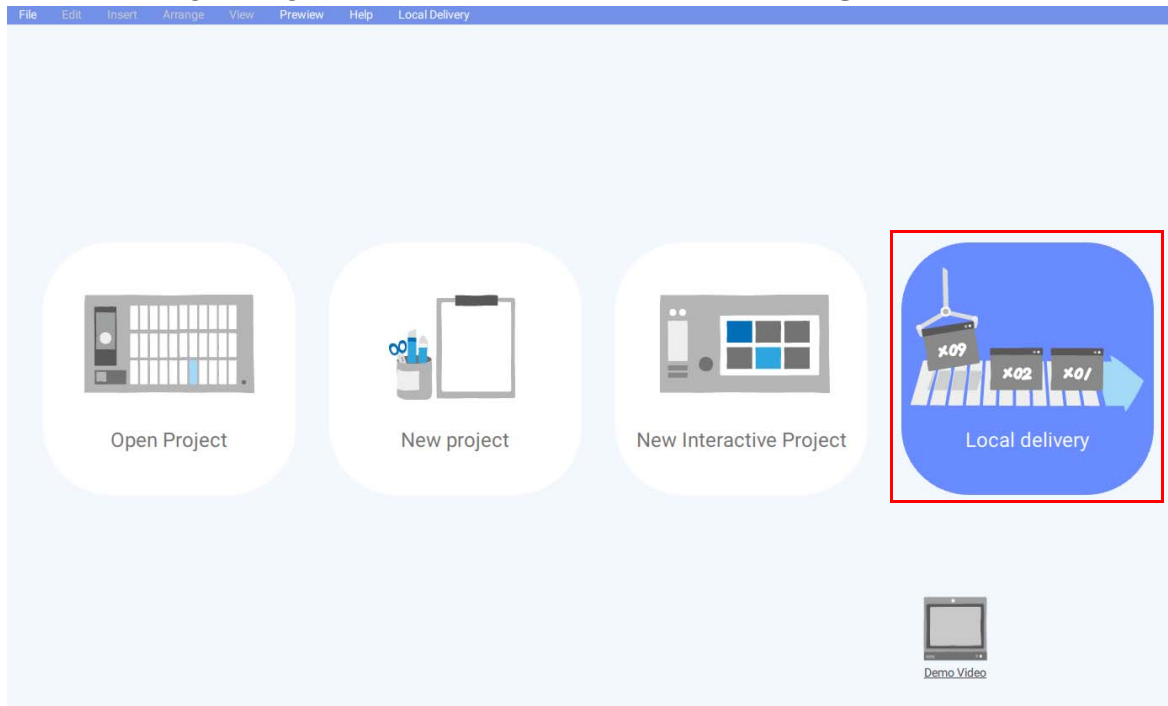 File Edit Insert Arrange View Prewiew Help Local Delivery
x09
x02 x01
Open Project New project New Interactive Project Local delivery
Demo Video